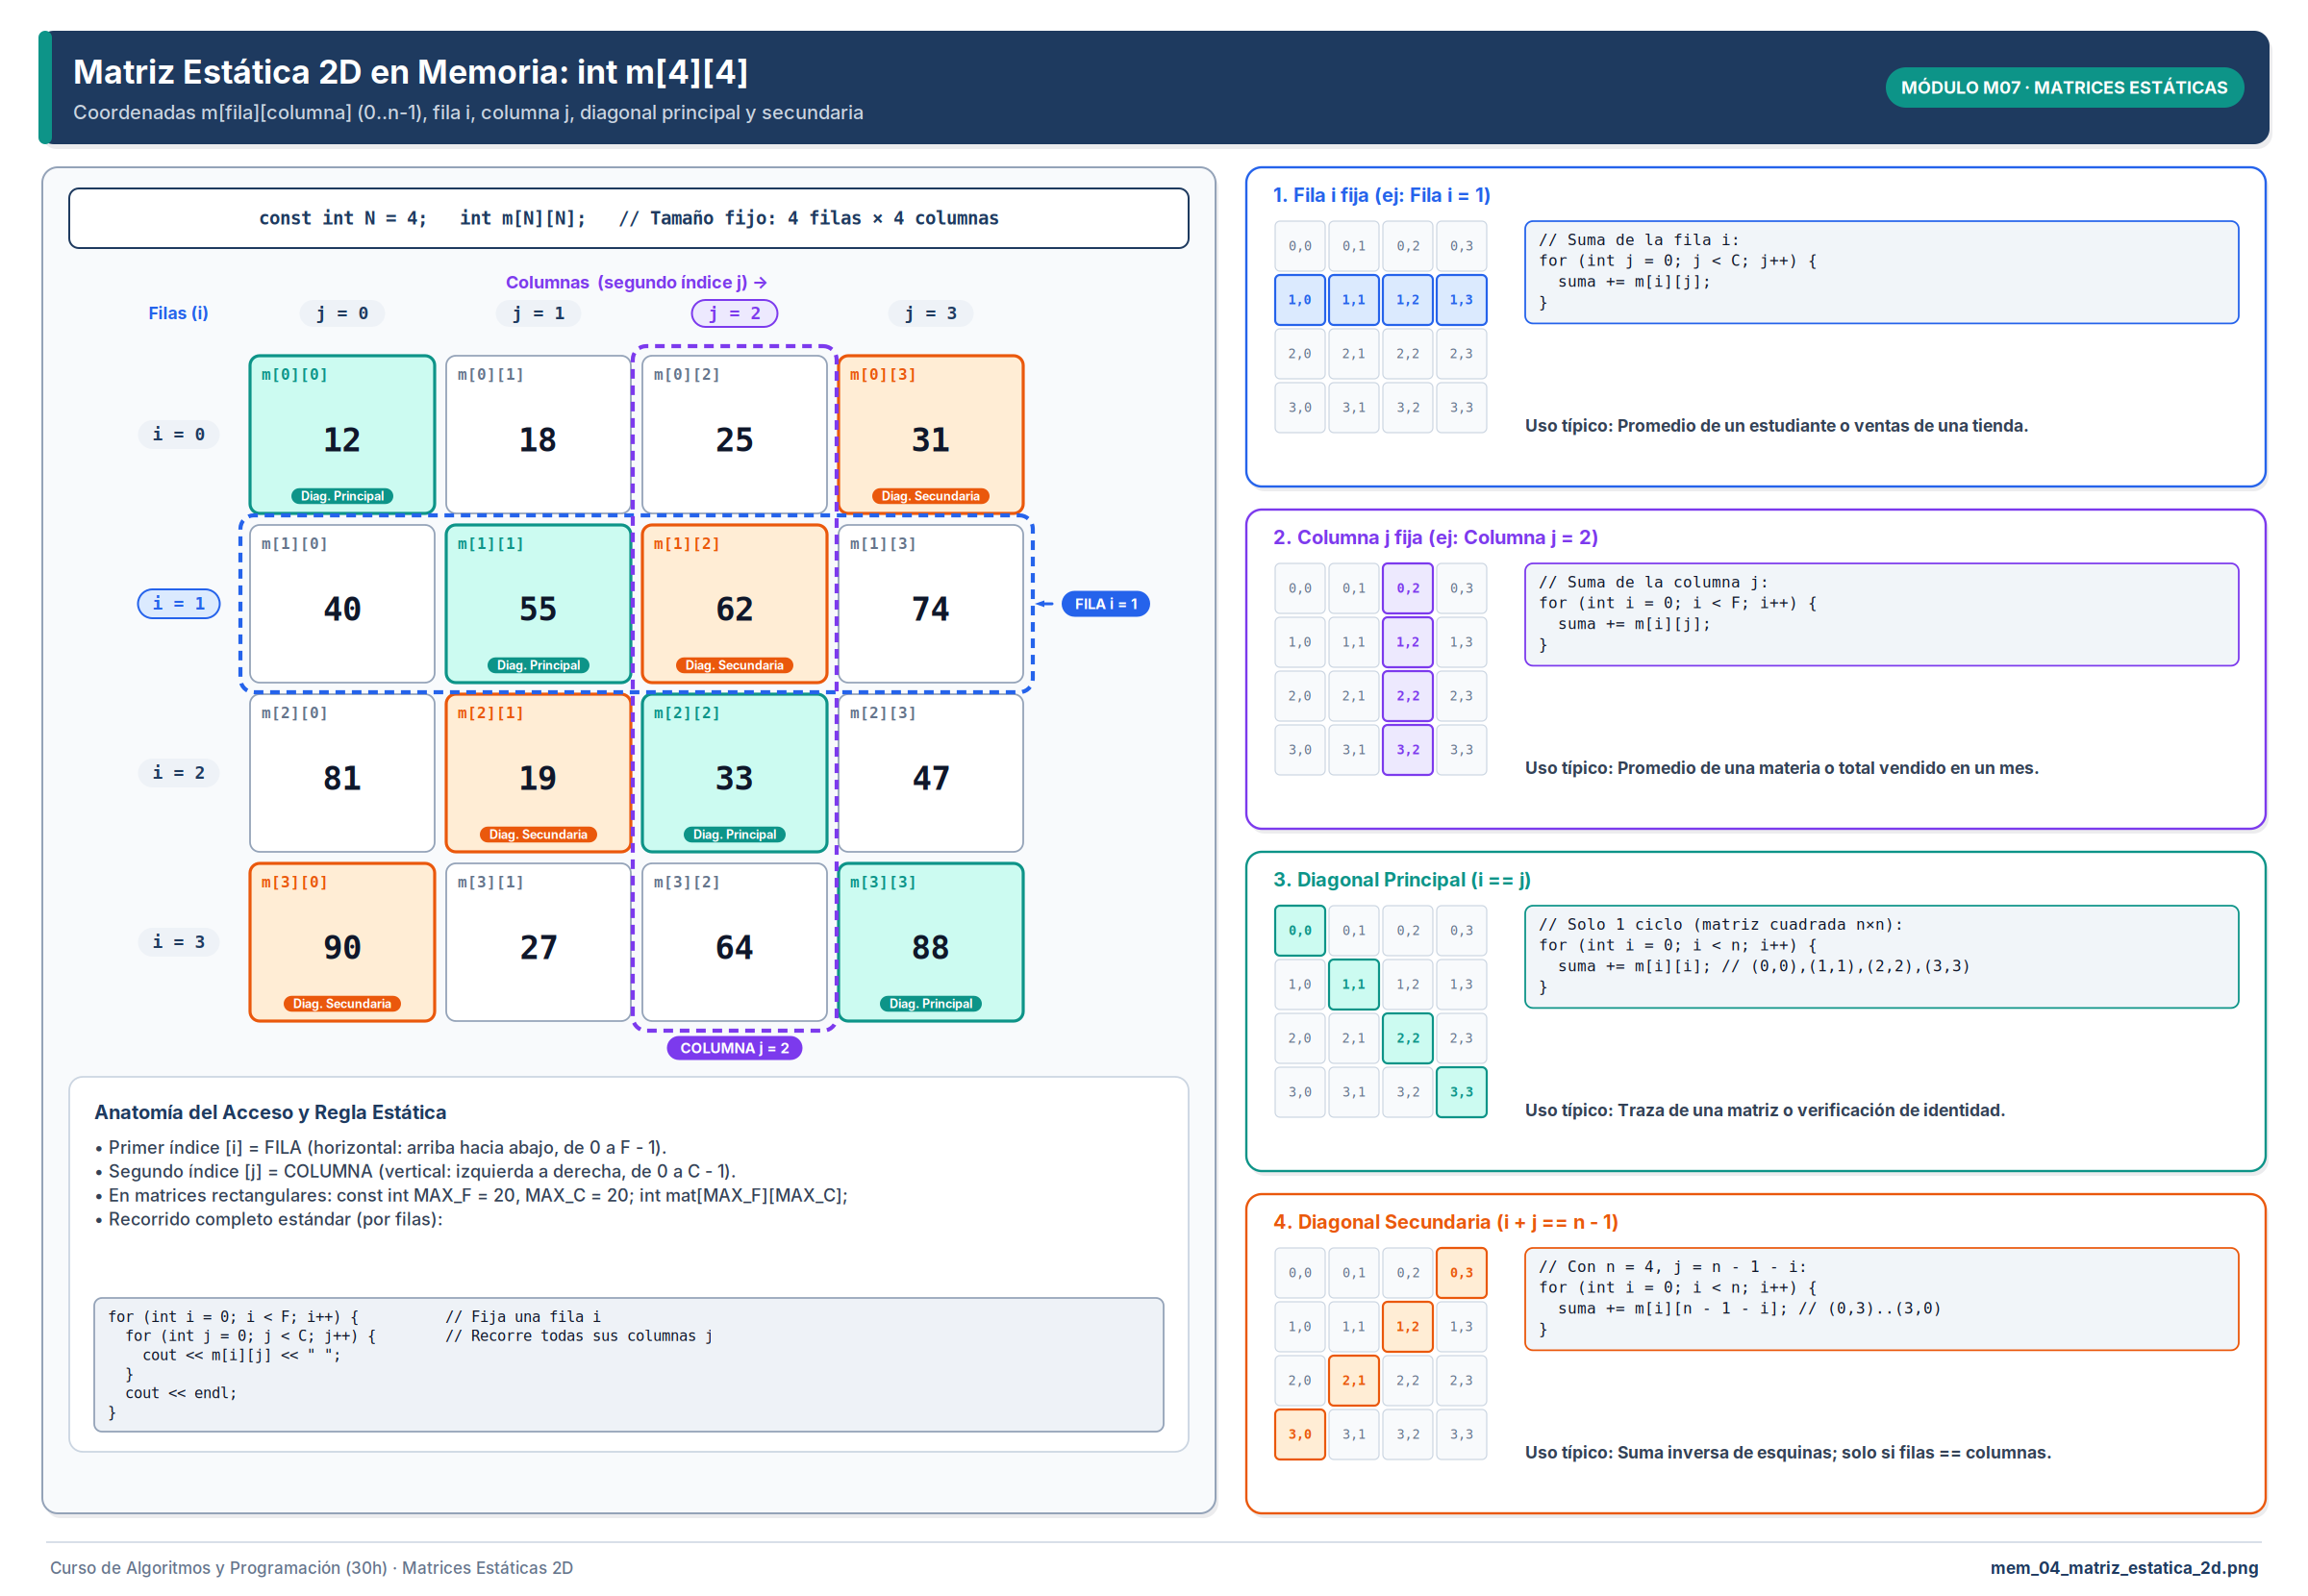 Matriz Estática 2D en Memoria: int m[4][4]
Coordenadas m[fila][columna] (0..n-1), fila i, columna j, diagonal principal y secundaria
MÓDULO M07 · MATRICES ESTÁTICAS
const int N = 4;   int m[N][N];   // Tamaño fijo: 4 filas × 4 columnas
Columnas (segundo índice j) →
Filas (i)
j = 0
j = 1
j = 2
j = 3
i = 0
m[0][0]
12
Diag. Principal
m[0][1]
18
m[0][2]
25
m[0][3]
31
Diag. Secundaria
i = 1
m[1][0]
40
m[1][1]
55
Diag. Principal
m[1][2]
62
Diag. Secundaria
m[1][3]
74
FILA i = 1
i = 2
m[2][0]
81
m[2][1]
19
Diag. Secundaria
m[2][2]
33
Diag. Principal
m[2][3]
47
i = 3
m[3][0]
90
Diag. Secundaria
m[3][1]
27
m[3][2]
64
m[3][3]
88
Diag. Principal
COLUMNA j = 2
Anatomía del Acceso y Regla Estática
• Primer índice [i] = FILA (horizontal: arriba hacia abajo, de 0 a F - 1).
• Segundo índice [j] = COLUMNA (vertical: izquierda a derecha, de 0 a C - 1).
• En matrices rectangulares: const int MAX_F = 20, MAX_C = 20; int mat[MAX_F][MAX_C];
• Recorrido completo estándar (por filas):
for (int i = 0; i < F; i++) {          // Fija una fila i
  for (int j = 0; j < C; j++) {        // Recorre todas sus columnas j
    cout << m[i][j] << " ";
  }
  cout << endl;
}
1. Fila i fija (ej: Fila i = 1)
0,0 0,1 0,2 0,3
1,0 1,1 1,2 1,3
2,0 2,1 2,2 2,3
3,0 3,1 3,2 3,3
// Suma de la fila i:
for (int j = 0; j < C; j++) {
  suma += m[i][j];
}
Uso típico: Promedio de un estudiante o ventas de una tienda.
2. Columna j fija (ej: Columna j = 2)
0,0 0,1 0,2 0,3
1,0 1,1 1,2 1,3
2,0 2,1 2,2 2,3
3,0 3,1 3,2 3,3
// Suma de la columna j:
for (int i = 0; i < F; i++) {
  suma += m[i][j];
}
Uso típico: Promedio de una materia o total vendido en un mes.
3. Diagonal Principal (i == j)
0,0 0,1 0,2 0,3
1,0 1,1 1,2 1,3
2,0 2,1 2,2 2,3
3,0 3,1 3,2 3,3
// Solo 1 ciclo (matriz cuadrada n×n):
for (int i = 0; i < n; i++) {
  suma += m[i][i]; // (0,0),(1,1),(2,2),(3,3)
}
Uso típico: Traza de una matriz o verificación de identidad.
4. Diagonal Secundaria (i + j == n - 1)
0,0 0,1 0,2 0,3
1,0 1,1 1,2 1,3
2,0 2,1 2,2 2,3
3,0 3,1 3,2 3,3
// Con n = 4, j = n - 1 - i:
for (int i = 0; i < n; i++) {
  suma += m[i][n - 1 - i]; // (0,3)..(3,0)
}
Uso típico: Suma inversa de esquinas; solo si filas == columnas.
Curso de Algoritmos y Programación (30h) · Matrices Estáticas 2D
mem_04_matriz_estatica_2d.png